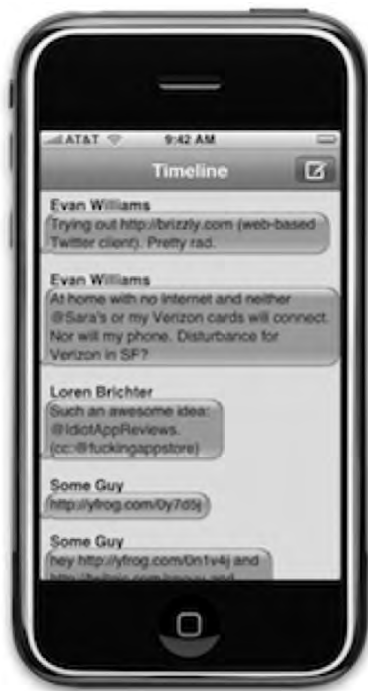 AT&T 9:42 AM
Timeline
Evan Williams
Trying out http://brizzly.com (web-based
Twitter client). Pretty rad.
Evan Williams
At home with no Internet and neither
@Sara's or my Verizon cards will connect.
Nor will my phone. Disturbance for
Verizon in SF?
Loren Brichter
Such an awesome idea:
@IdiotAppReviews.
(cc:@fuckingappstore)
Some Guy
http://yfrog.com/0y7d5j
Some Guy
hey http://yfrog.com/0n1v4j and
and